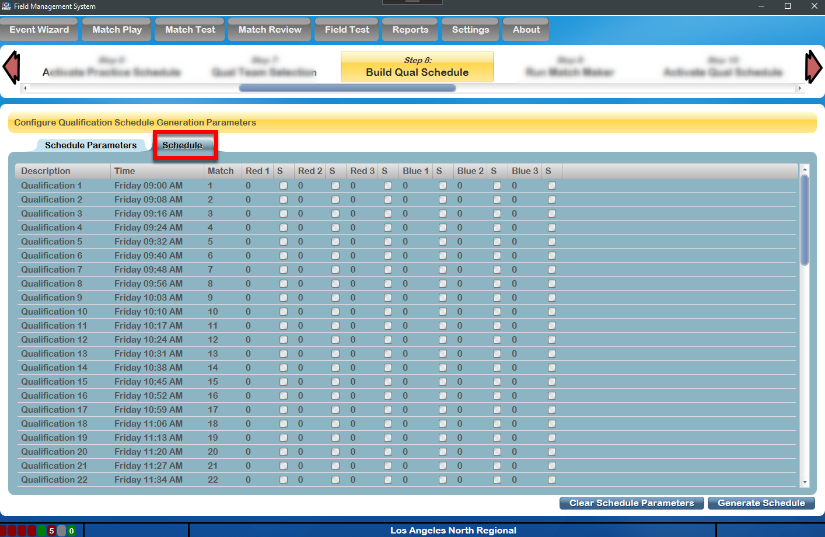 Field Management System
Event Wizard Match Play Match Test Match Review Field Test Reports Settings About
Step 6: Step 7: Step 8: Step 9: Step 10:
Activate Practice Schedule Qual Team Selection Build Qual Schedule Run Match Maker Activate Qual Schedule
Configure Qualification Schedule Generation Parameters
Schedule Parameters Schedule
Description Time Match Red 1 S Red 2 S Red 3 S Blue 1 S Blue 2 S Blue 3 S
Qualification 1 Friday 09:00 AM 1 0 0 0 0 0 0
Qualification 2 Friday 09:08 AM 2 0 0 0 0 0 0
Qualification 3 Friday 09:16 AM 3 0 0 0 0 0 0
Qualification 4 Friday 09:24 AM 4 0 0 0 0 0 0
Qualification 5 Friday 09:32 AM 5 0 0 0 0 0 0
Qualification 6 Friday 09:40 AM 6 0 0 0 0 0 0
Qualification 7 Friday 09:48 AM 7 0 0 0 0 0 0
Qualification 8 Friday 09:56 AM 8 0 0 0 0 0 0
Qualification 9 Friday 10:03 AM 9 0 0 0 0 0 0
Qualification 10 Friday 10:10 AM 10 0 0 0 0 0 0
Qualification 11 Friday 10:17 AM 11 0 0 0 0 0 0
Qualification 12 Friday 10:24 AM 12 0 0 0 0 0 0
Qualification 13 Friday 10:31 AM 13 0 0 0 0 0 0
Qualification 14 Friday 10:38 AM 14 0 0 0 0 0 0
Qualification 15 Friday 10:45 AM 15 0 0 0 0 0 0
Qualification 16 Friday 10:52 AM 16 0 0 0 0 0 0
Qualification 17 Friday 10:59 AM 17 0 0 0 0 0 0
Qualification 18 Friday 11:06 AM 18 0 0 0 0 0 0
Qualification 19 Friday 11:13 AM 19 0 0 0 0 0 0
Qualification 20 Friday 11:20 AM 20 0 0 0 0 0 0
Qualification 21 Friday 11:27 AM 21 0 0 0 0 0 0
Qualification 22 Friday 11:34 AM 22 0 0 0 0 0 0
Clear Schedule Parameters Generate Schedule
5 0 Los Angeles North Regional